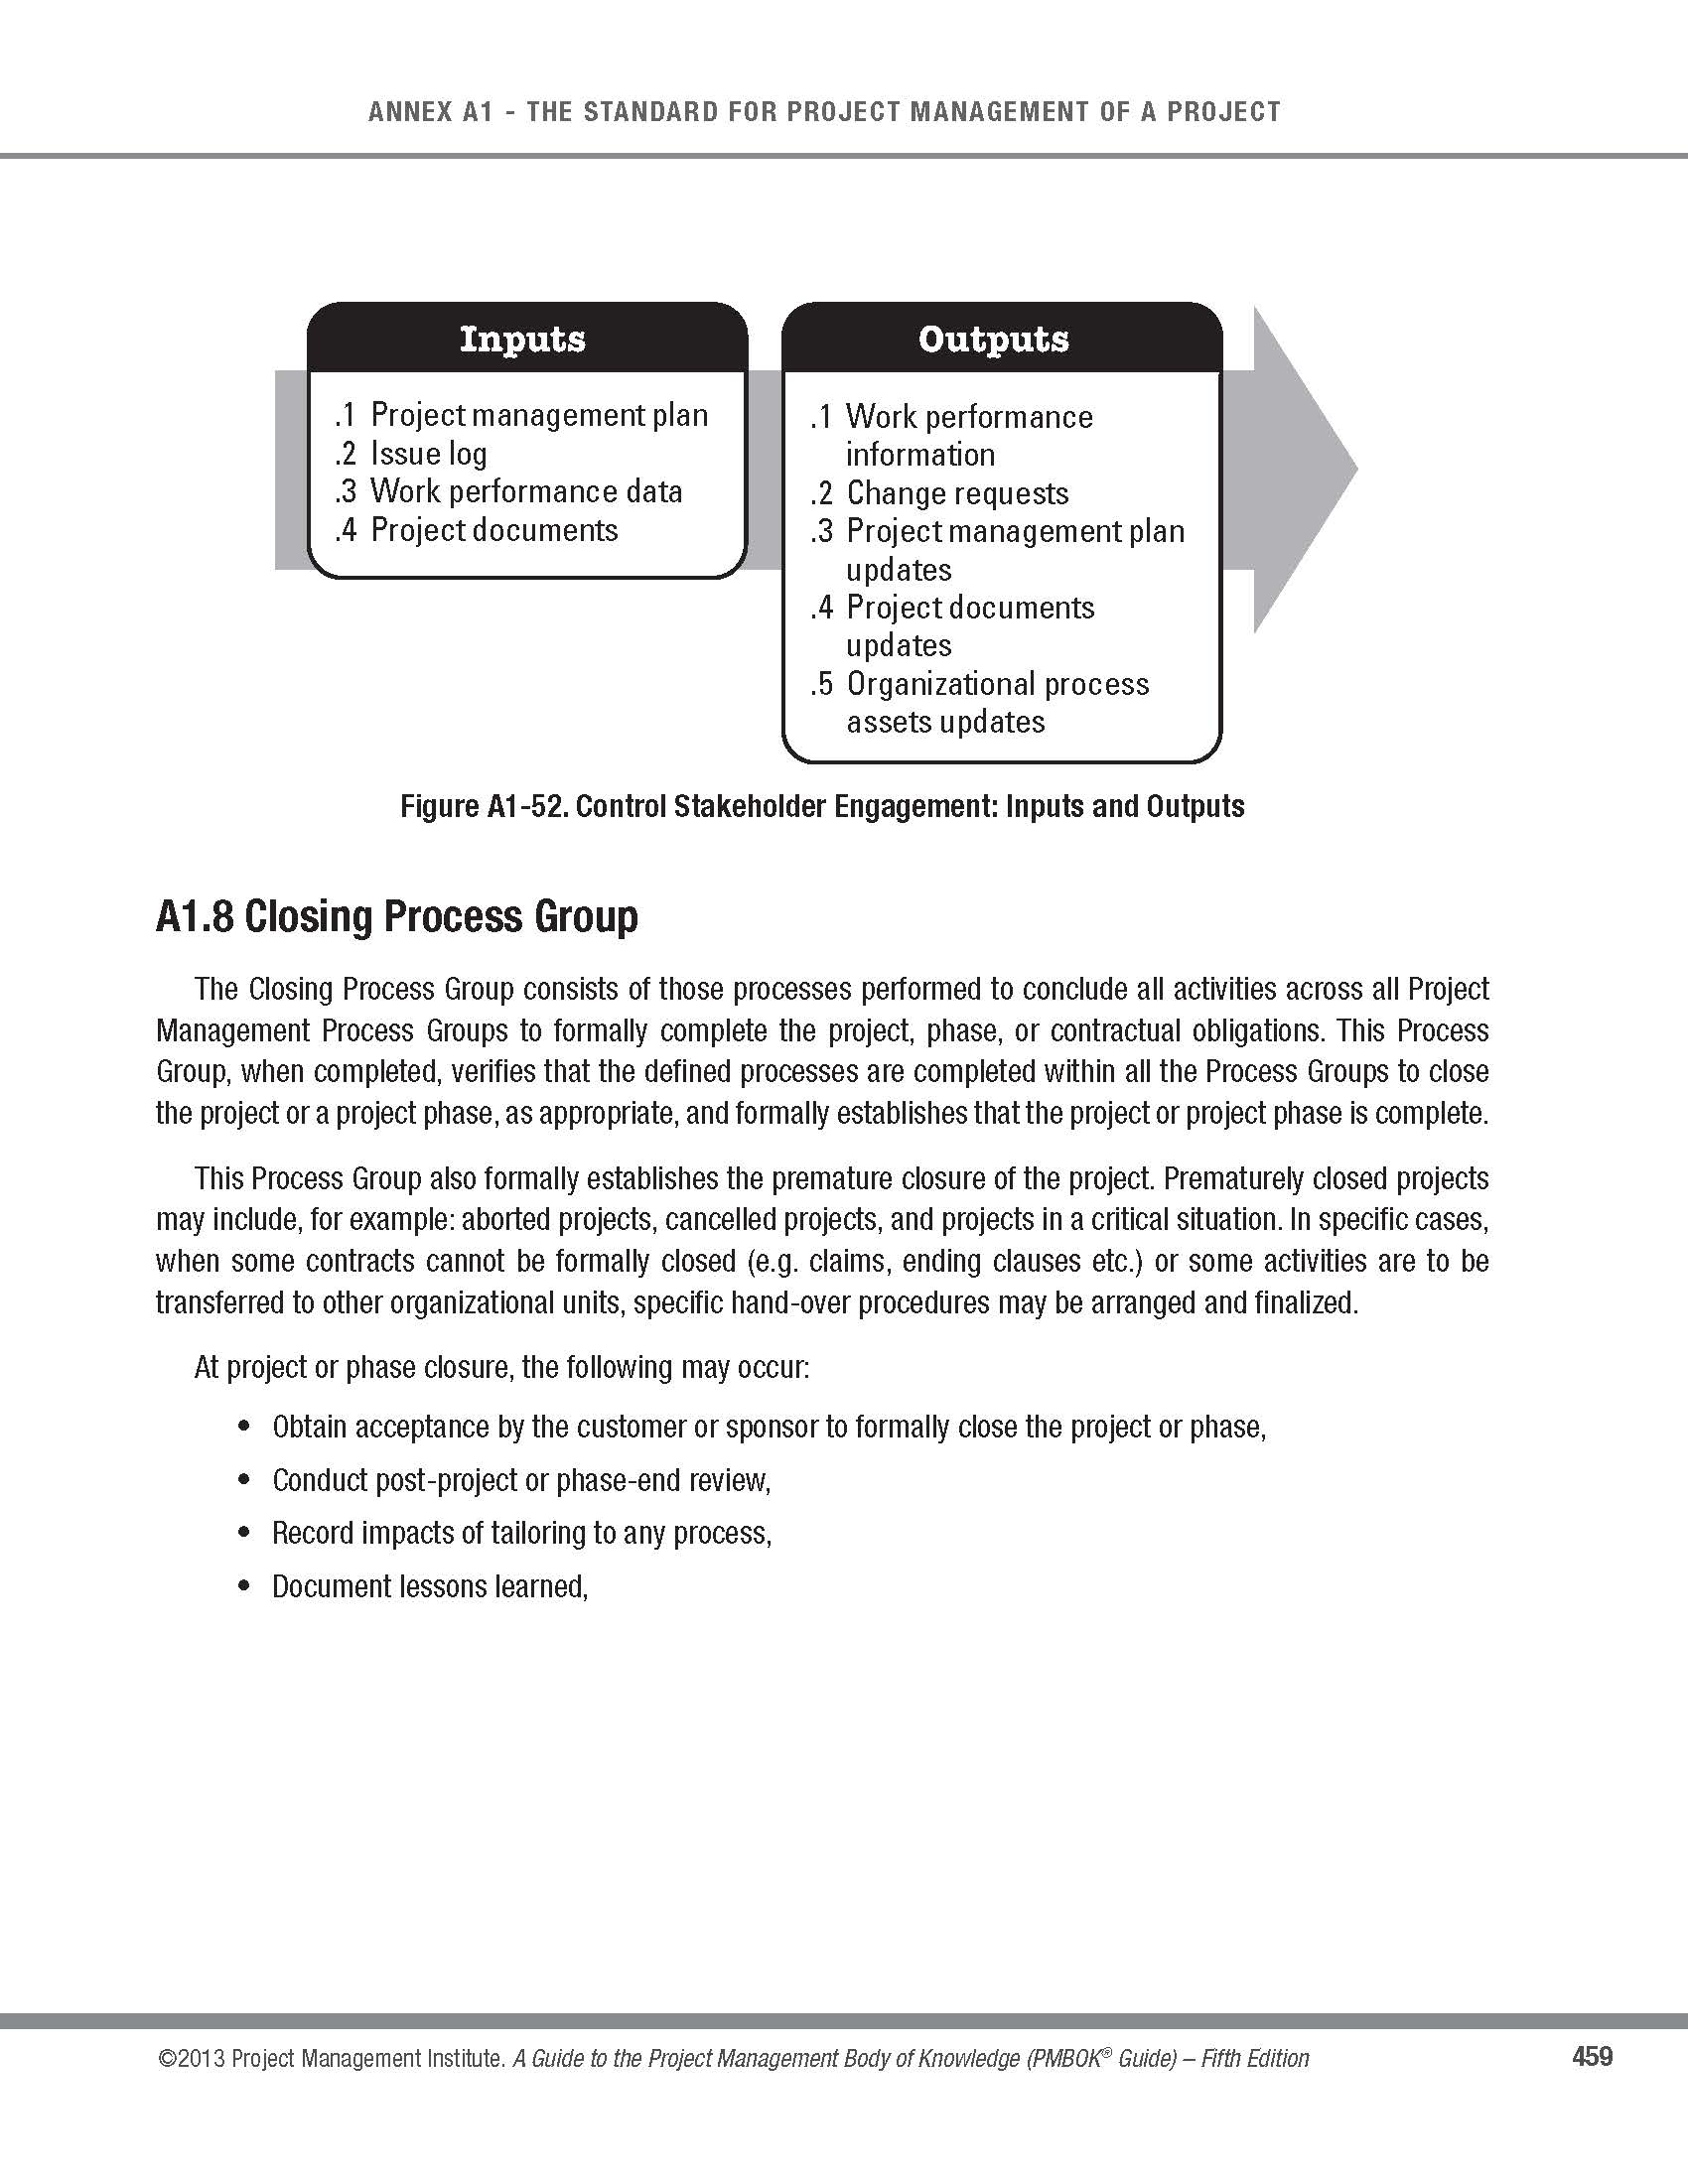 ANNEX A1 - THE STANDARD FOR PROJECT MANAGEMENT OF A PROJECT
Inputs
.1 Project management plan
.2 Issue log
.3 Work performance data
.4 Project documents
Outputs
.1 Work performance
information
.2 Change requests
.3 Project management plan
updates
.4 Project documents
updates
.5 Organizational process
assets updates
Figure A1-52. Control Stakeholder Engagement: Inputs and Outputs
A1.8 Closing Process Group
The Closing Process Group consists of those processes performed to conclude all activities across all Project
Management Process Groups to formally complete the project, phase, or contractual obligations. This Process
Group, when completed, verifies that the defined processes are completed within all the Process Groups to close
the project or a project phase, as appropriate, and formally establishes that the project or project phase is complete.
This Process Group also formally establishes the premature closure of the project. Prematurely closed projects
may include, for example: aborted projects, cancelled projects, and projects in a critical situation. In specific cases,
when some contracts cannot be formally closed (e.g. claims, ending clauses etc.) or some activities are to be
transferred to other organizational units, specific hand-over procedures may be arranged and finalized.
At project or phase closure, the following may occur:
• Obtain acceptance by the customer or sponsor to formally close the project or phase,
• Conduct post-project or phase-end review,
• Record impacts of tailoring to any process,
• Document lessons learned,
©2013 Project Management Institute. A Guide to the Project Management Body of Knowledge (PMBOK® Guide) – Fifth Edition
459